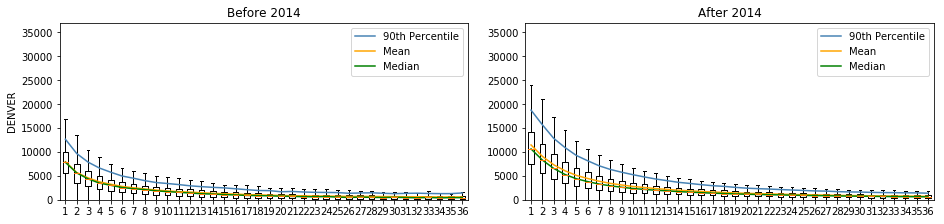 Before 2014
35000
30000
25000
20000
15000
10000
5000
0
DENVER
90th Percentile
Mean
Median
1 2 3 4 5 6 7 8 9 10 11 12 13 14 15 16 17 18 19 20 21 22 23 24 25 26 27 28 29 30 31 32 33 34 35 36
After 2014
35000
30000
25000
20000
15000
10000
5000
0
90th Percentile
Mean
Median
1 2 3 4 5 6 7 8 9 10 11 12 13 14 15 16 17 18 19 20 21 22 23 24 25 26 27 28 29 30 31 32 33 34 35 36